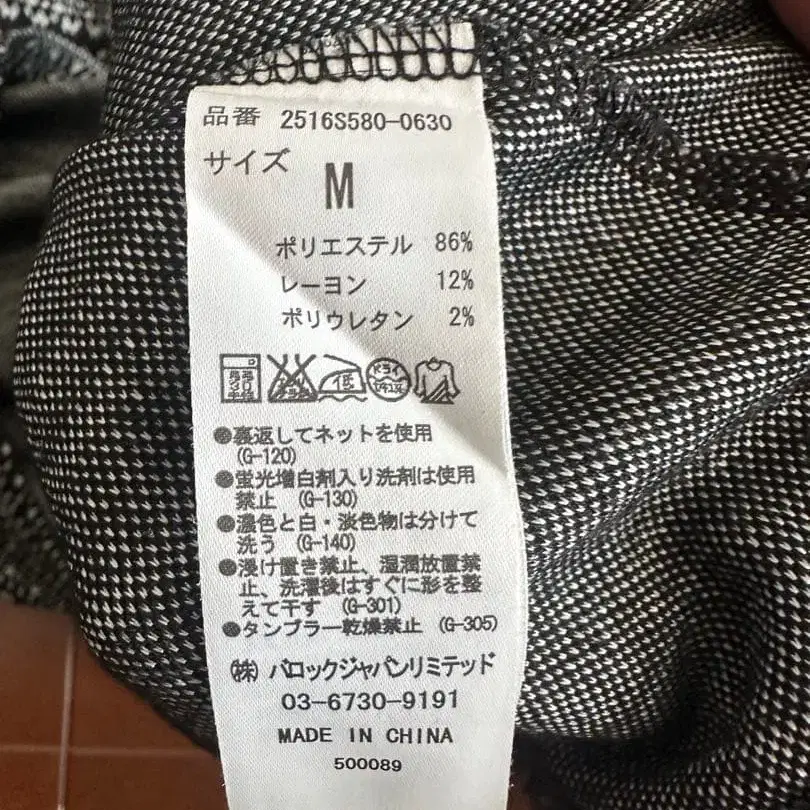 品番 2516S580-0630
サイズ
M
ポリエステル 86%
レーヨン 12%
ポリウレタン 2%
低
ドライ
●裏返してネットを使用
(G-120)
●蛍光増白剤入り洗剤は使用
禁止 (G-130)
●濃色と白・淡色物は分けて
洗う (G-140)
●浸け置き禁止、湿潤放置禁
止、洗濯後はすぐに形を整
えて干す (G-301)
●タンブラー乾燥禁止 (G-305)
(株) バロックジャパンリミテッド
03-6730-9191
MADE IN CHINA
500089